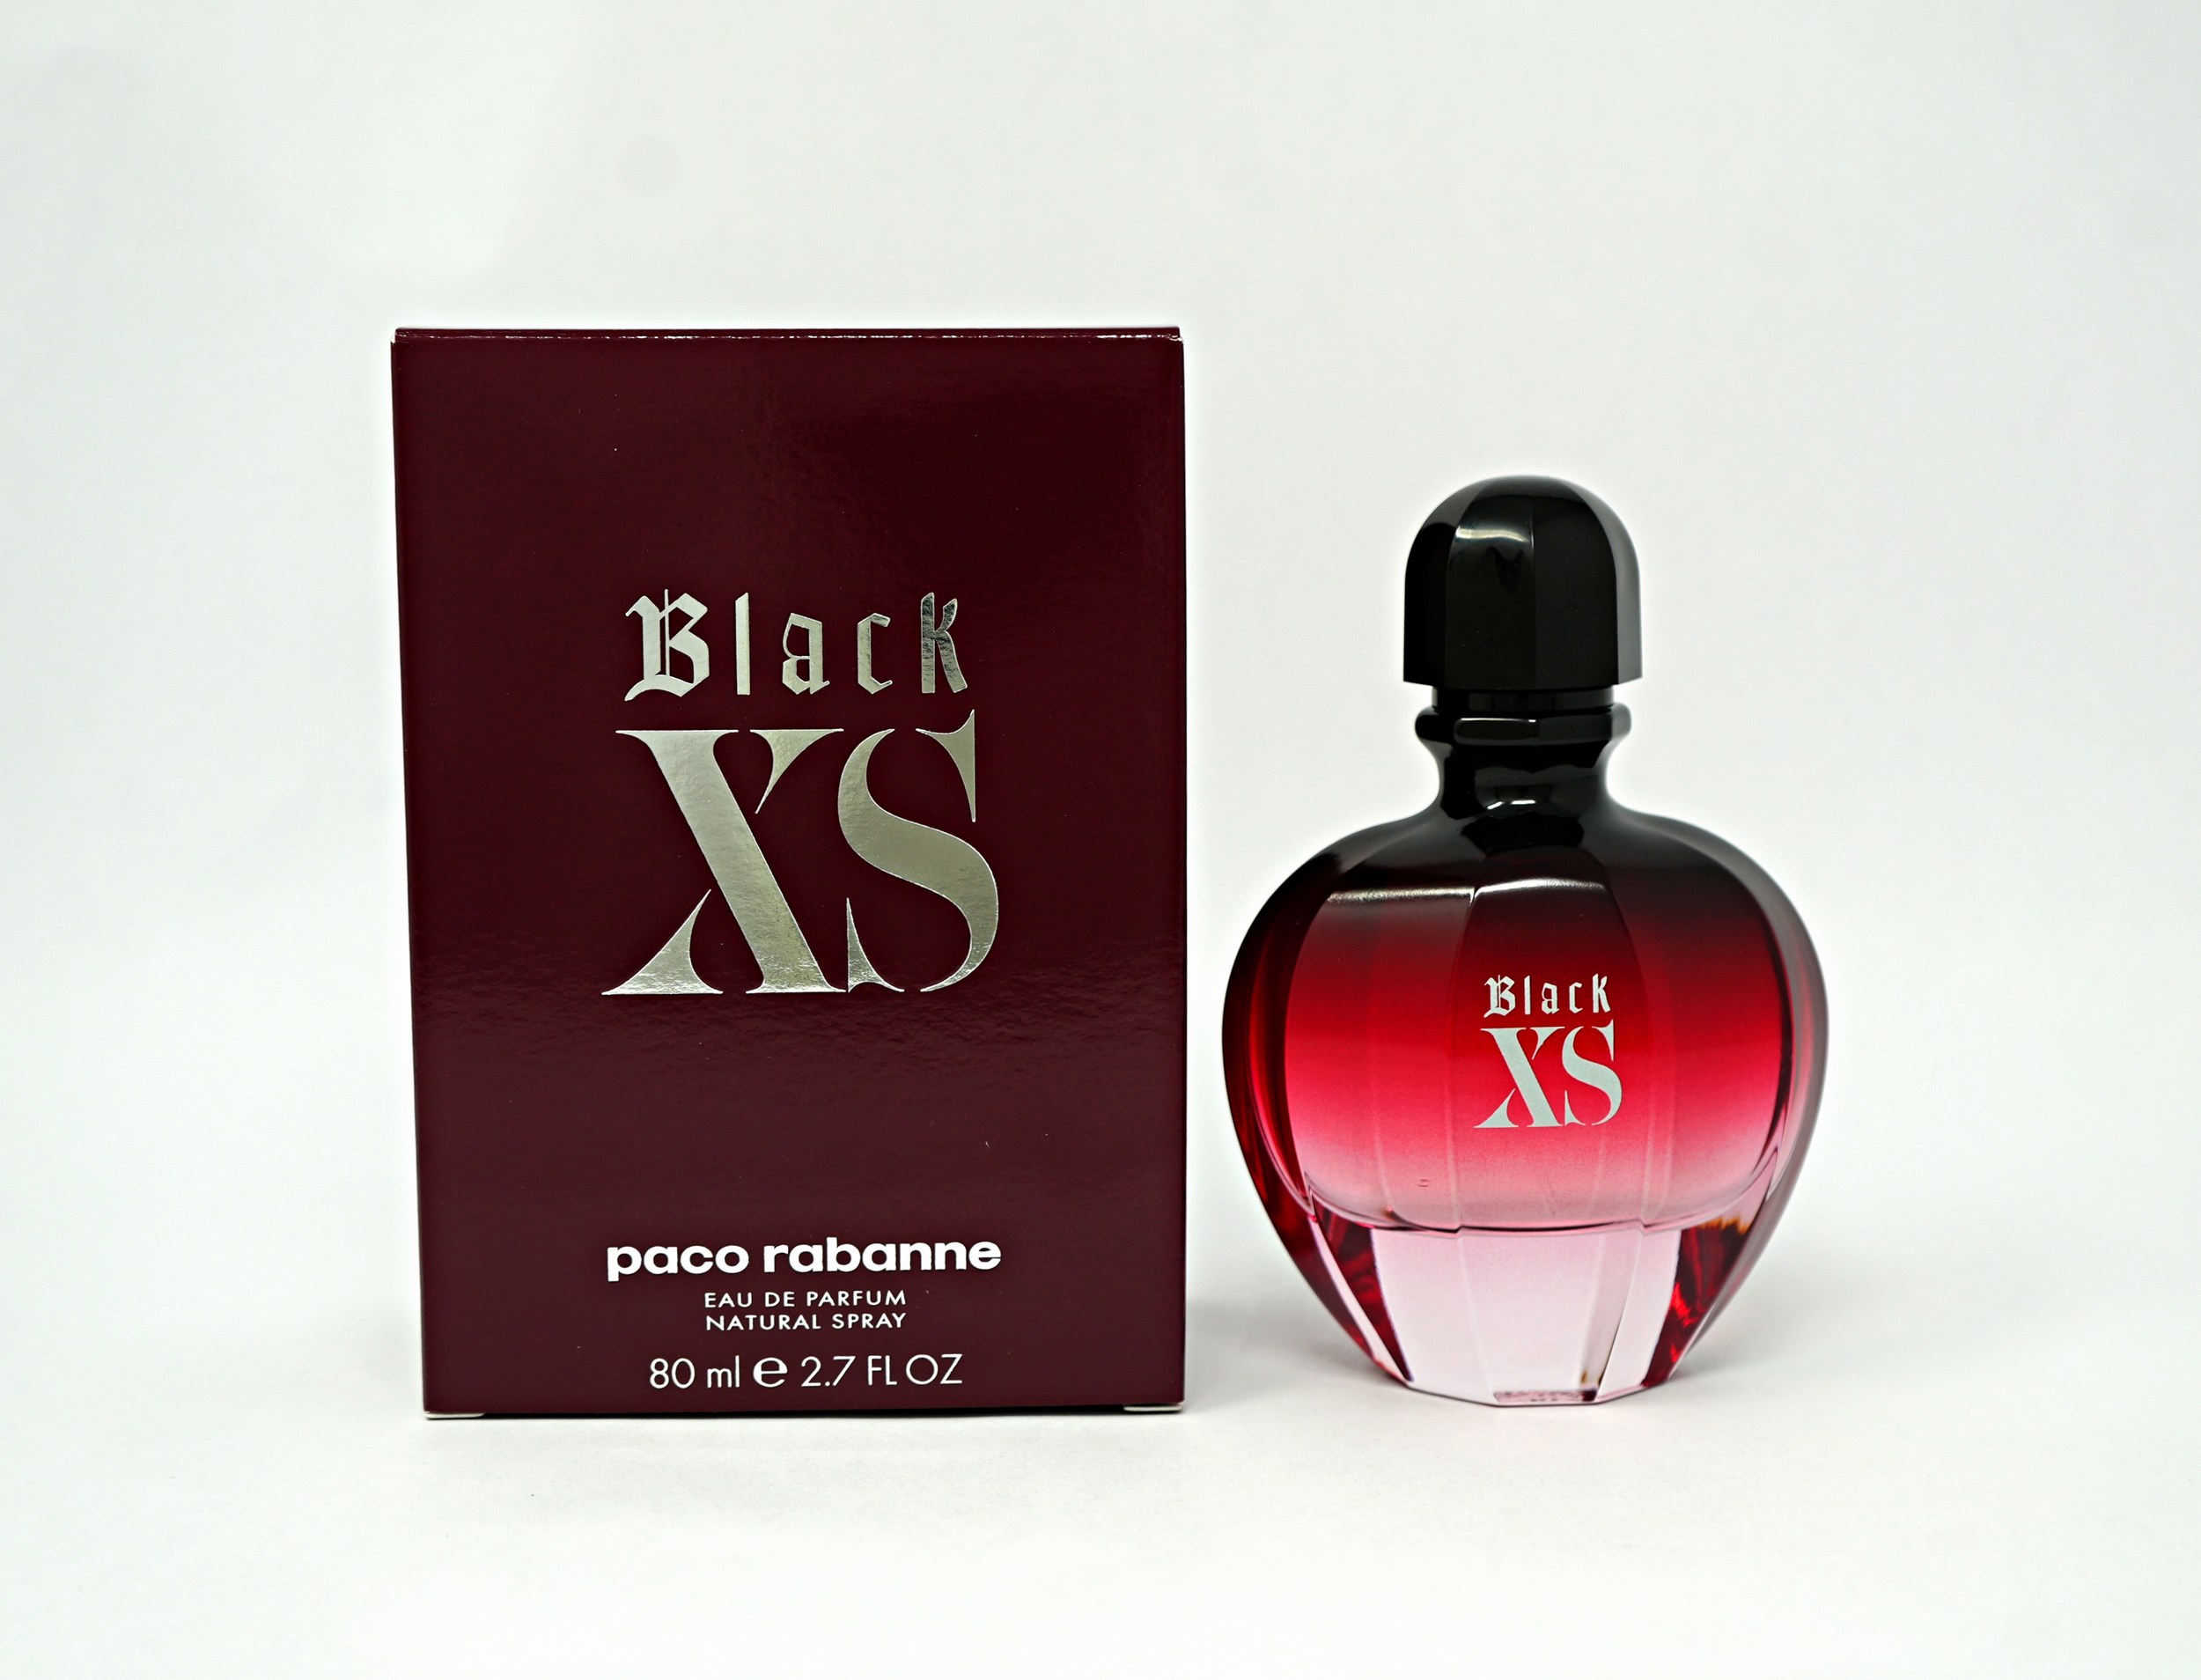 Black
XS
paco rabanne
EAU DE PARFUM
NATURAL SPRAY
80 ml e 2.7 FL OZ
Black
XS